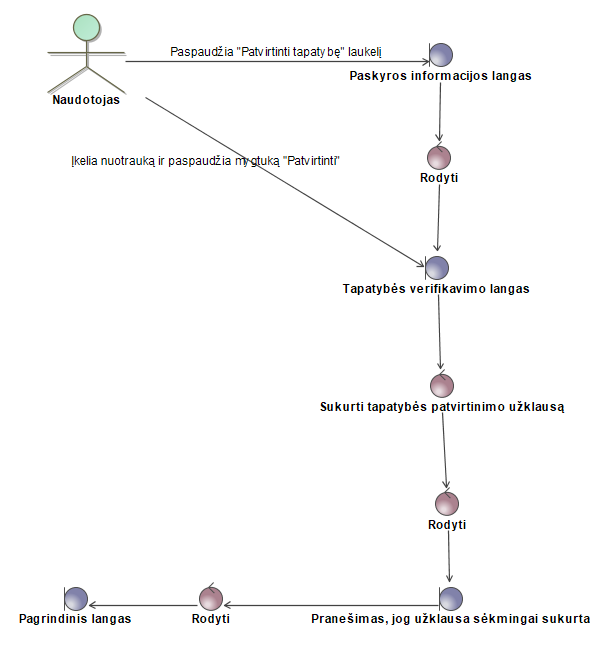 Paspaudžia "Patvirtinti tapatybę" laukelį
Paskyros informacijos langas
Naudotojas
Įkelia nuotrauką ir paspaudžia mygtuką "Patvirtinti"
Rodyti
Tapatybės verifikavimo langas
Sukurti tapatybės patvirtinimo užklausą
Rodyti
Pagrindinis langas
Rodyti
Pranešimas, jog užklausa sėkmingai sukurta